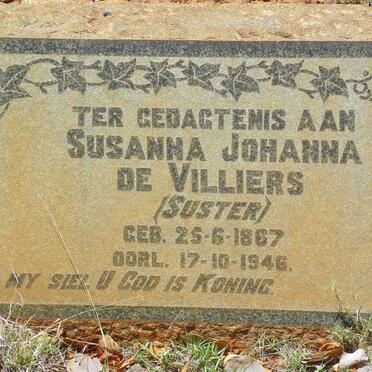 TER GEDAGTENIS AAN
SUSANNA JOHANNA
DE VILLIERS
(SUSTER)
GEB. 25-6-1867
OORL. 17-10-1946.
MY SIEL U GOD IS KONING.